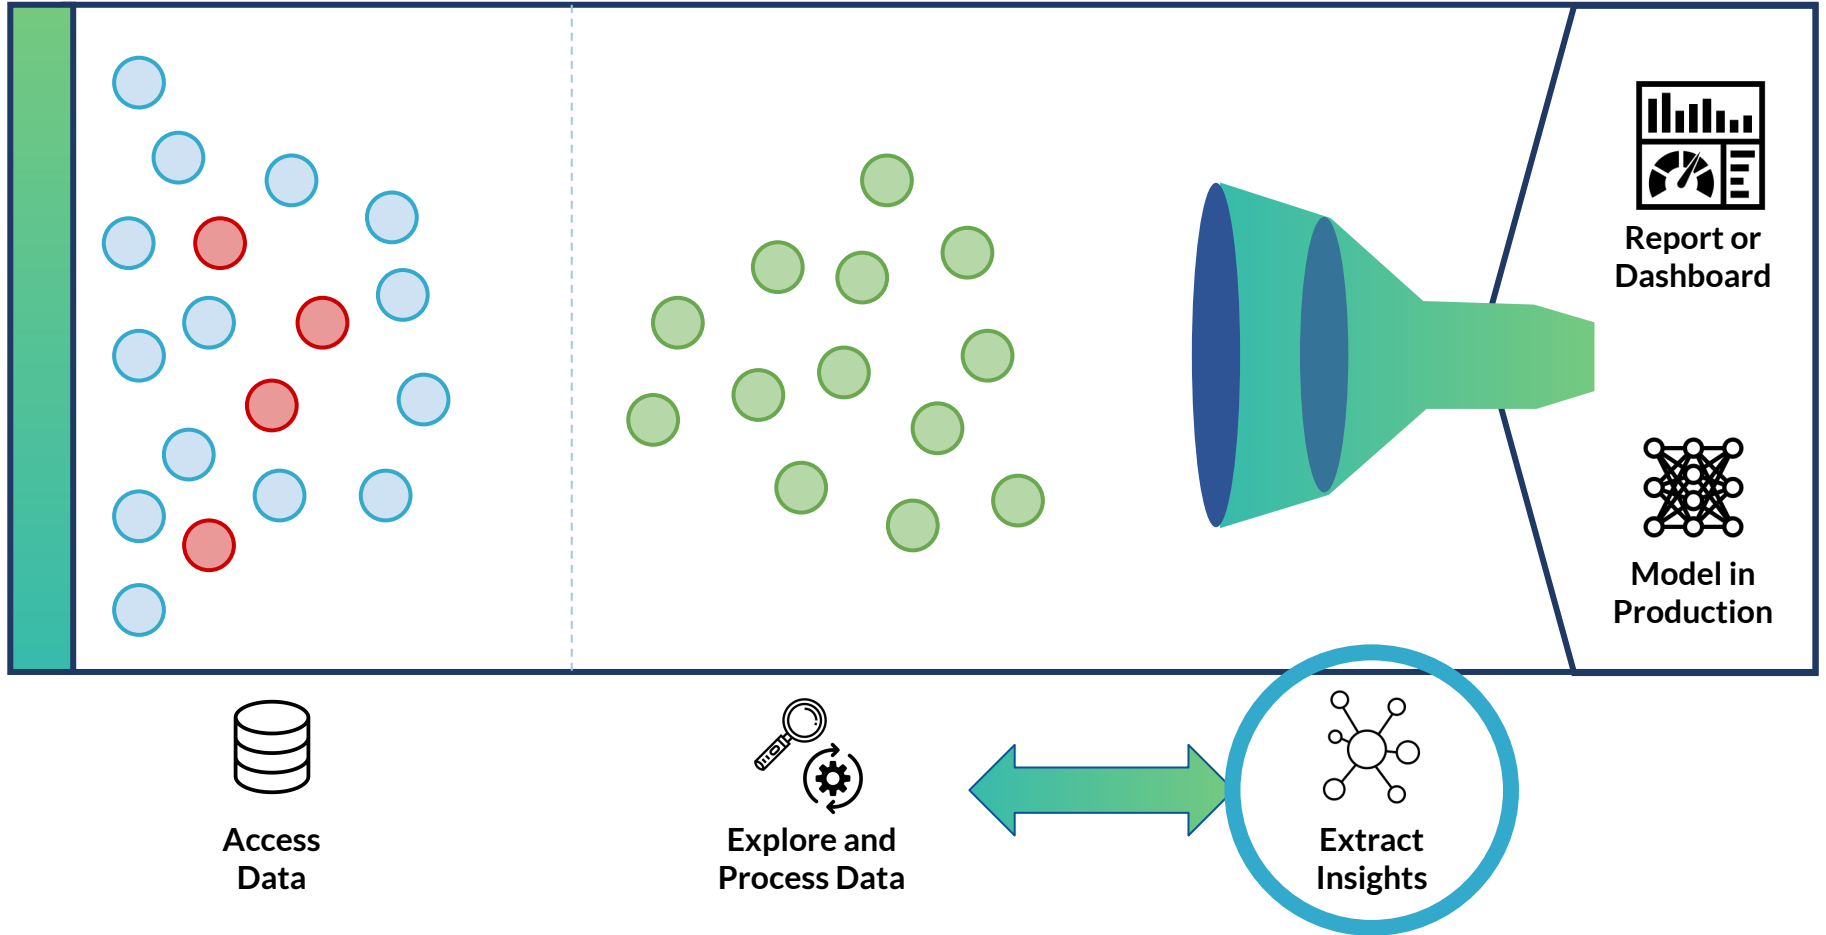 Report or
Dashboard
Model in
Production
Access
Data
Explore and
Process Data
Extract
Insights